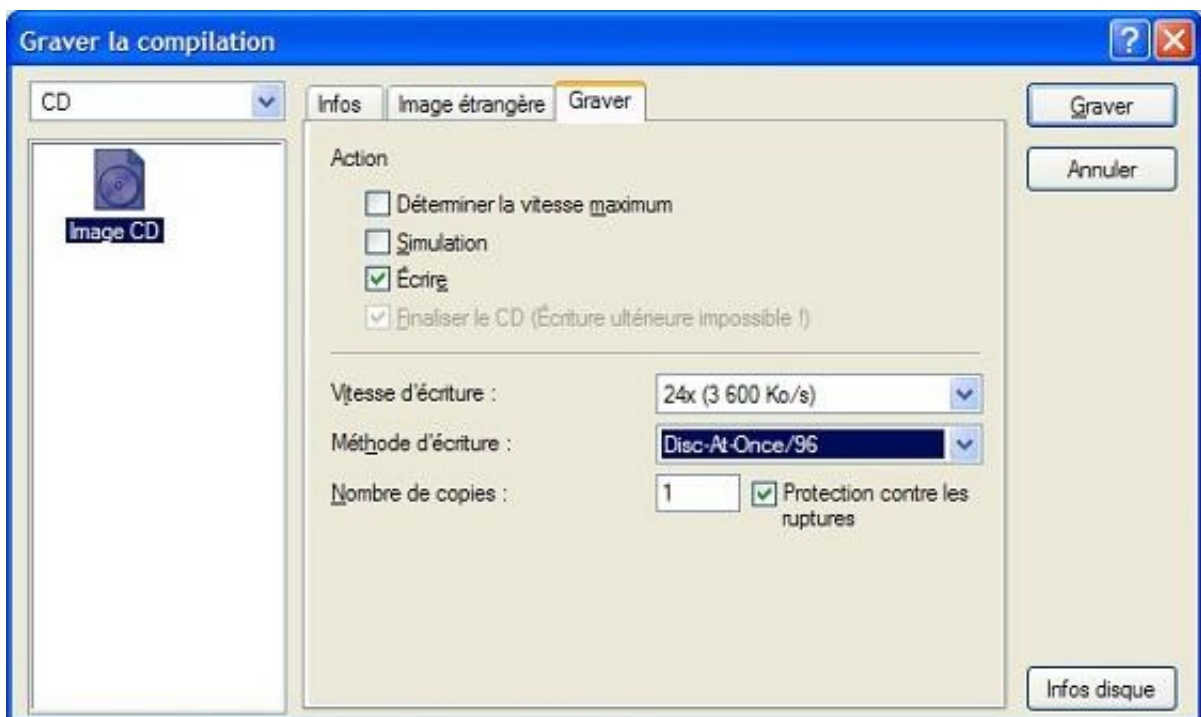 Graver la compilation
CD
Image CD
Infos
Image étrangère
Graver
Action
Déterminer la vitesse maximum
Simulation
Écrire
Finaliser le CD (Écriture ultérieure impossible !)
Vitesse d'écriture :
24x (3 600 Ko/s)
Méthode d'écriture :
Disc-At-Once/96
Nombre de copies :
1
Protection contre les
ruptures
Graver
Annuler
Infos disque